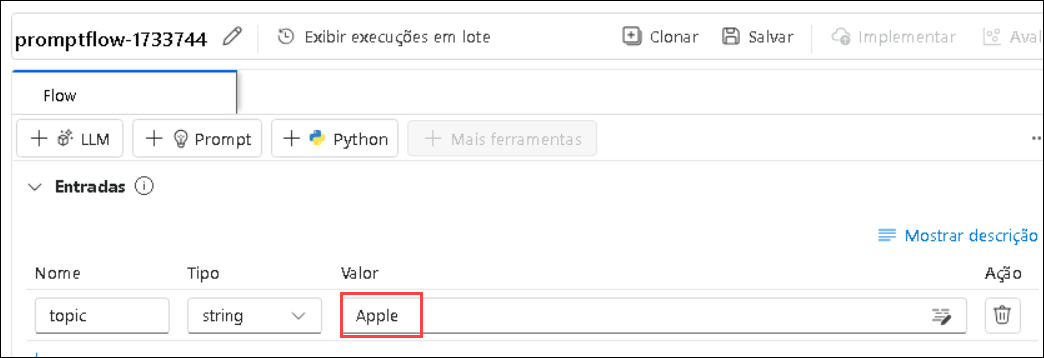 promptflow-1733744 Exibir execuções em lote Clonar Salvar Implementar Aval
Flow
LLM Prompt Python Mais ferramentas
Entradas
Mostrar descrição
Nome Tipo Valor Ação
topic string Apple